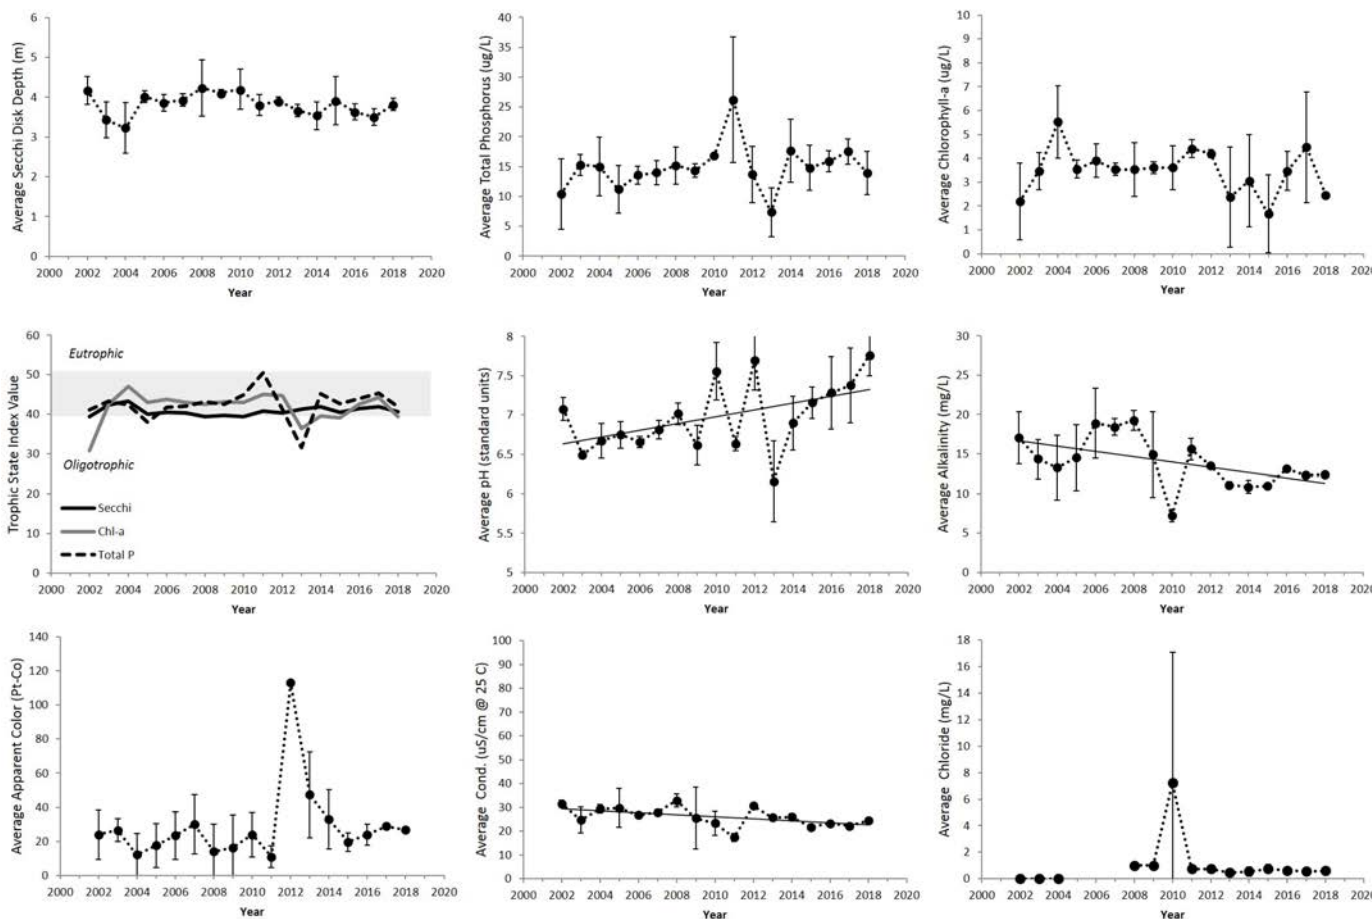 Average Secchi Disk Depth (m)
6
5
4
3
2
1
0
2000 2002 2004 2006 2008 2010 2012 2014 2016 2018 2020
Year
Average Total Phosphorus (ug/L)
40
35
30
25
20
15
10
5
0
2000 2002 2004 2006 2008 2010 2012 2014 2016 2018 2020
Year
Average Chlorophyll-a (ug/L)
10
9
8
7
6
5
4
3
2
1
0
2000 2002 2004 2006 2008 2010 2012 2014 2016 2018 2020
Year
Trophic State Index Value
60
50
40
30
20
10
0
Eutrophic
Oligotrophic
Secchi
Chl-a
Total P
2000 2002 2004 2006 2008 2010 2012 2014 2016 2018 2020
Year
Average pH (standard units)
8
7.5
7
6.5
6
5.5
5
2000 2002 2004 2006 2008 2010 2012 2014 2016 2018 2020
Year
Average Alkalinity (mg/L)
30
25
20
15
10
5
0
2000 2002 2004 2006 2008 2010 2012 2014 2016 2018 2020
Year
Average Apparent Color (Pt-Co)
140
120
100
80
60
40
20
0
2000 2002 2004 2006 2008 2010 2012 2014 2016 2018 2020
Year
Average Cond. (uS/cm @ 25 C)
100
90
80
70
60
50
40
30
20
10
0
2000 2002 2004 2006 2008 2010 2012 2014 2016 2018 2020
Year
Average Chloride (mg/L)
18
16
14
12
10
8
6
4
2
0
2000 2002 2004 2006 2008 2010 2012 2014 2016 2018 2020
Year